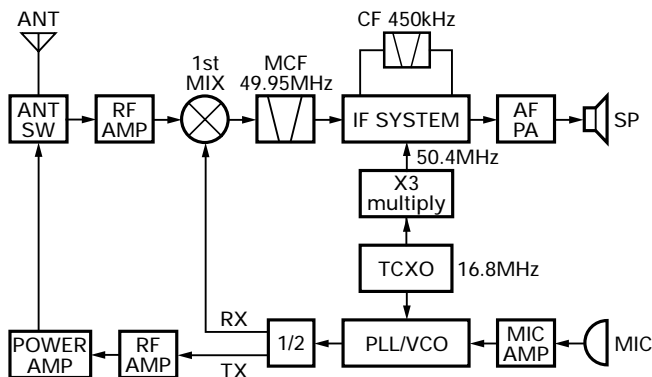 ANT
CF 450kHz
1st
MIX
MCF
49.95MHz
ANT
SW
RF
AMP
IF SYSTEM
AF
PA
SP
50.4MHz
X3
multiply
TCXO
16.8MHz
RX
POWER
AMP
RF
AMP
TX
1/2
PLL/VCO
MIC
AMP
MIC